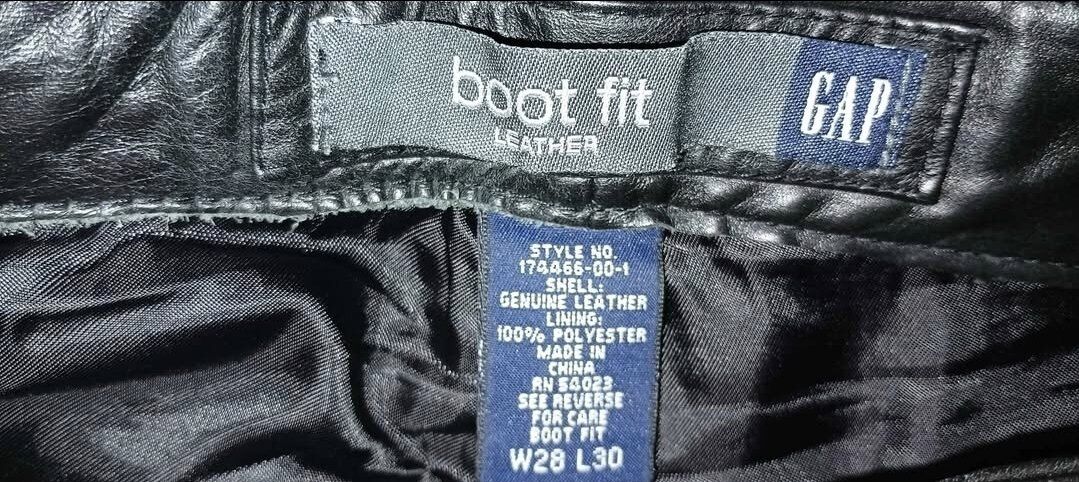 boot fit
LEATHER
GAP
STYLE NO.
174466-00-1
SHELL:
GENUINE LEATHER
LINING:
100% POLYESTER
MADE IN
CHINA
RN 54023
SEE REVERSE
FOR CARE
BOOT FIT
W28 L30